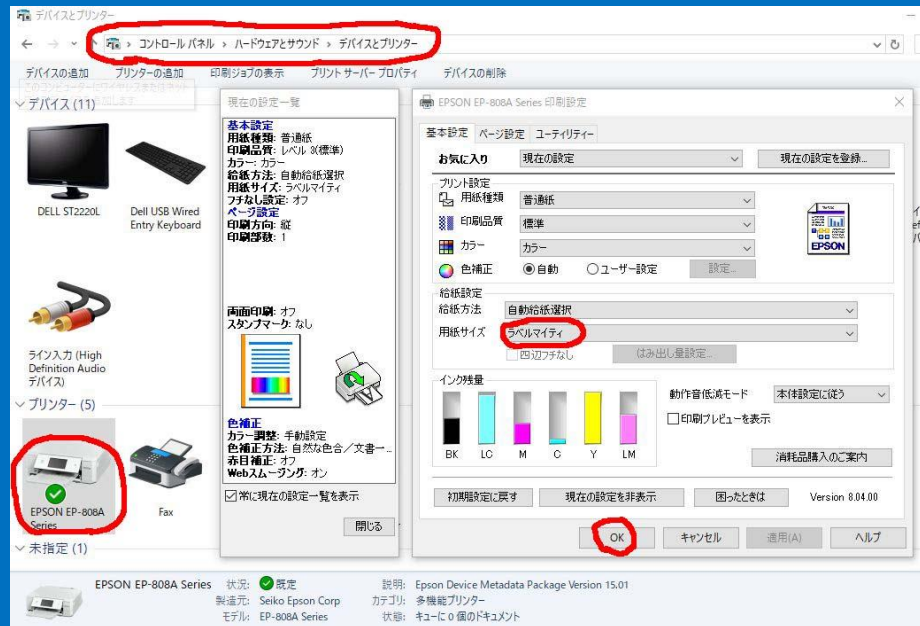 デバイスとプリンター
コントロール パネル › ハードウェアとサウンド › デバイスとプリンター
デバイスの追加 プリンターの追加 印刷ジョブの表示 プリント サーバー プロパティ デバイスの削除
デバイス (11)
DELL ST2220L
Dell USB Wired
Entry Keyboard
ライン入力 (High
Definition Audio
デバイス)
プリンター (5)
EPSON EP-808A
Series
Fax
未指定 (1)
現在の設定一覧
基本設定
用紙種類: 普通紙
印刷品質: レベル 3(標準)
カラー: カラー
給紙方法: 自動給紙選択
用紙サイズ: ラベルマイティ
フチなし設定: オフ
ページ設定
印刷方向: 縦
印刷部数: 1
両面印刷: オフ
スタンプマーク: なし
色補正
カラー調整: 手動設定
色補正方法: 自然な色合/文書ー...
赤目補正: オフ
Webスムージング: オン
常に現在の設定一覧を表示
閉じる
EPSON EP-808A Series 印刷設定
基本設定 ページ設定 ユーティリティー
お気に入り 現在の設定 現在の設定を登録...
プリント設定
用紙種類 普通紙
印刷品質 標準
EPSON
カラー カラー
色補正 自動 ユーザー設定 設定...
給紙設定
給紙方法 自動給紙選択
用紙サイズ ラベルマイティ
四辺フチなし はみ出し量設定...
インク残量
BK LC M C Y LM
動作音低減モード 本体設定に従う
印刷プレビューを表示
消耗品購入のご案内
初期設定に戻す 現在の設定を非表示 困ったときは Version 8.04.00
OK キャンセル 適用(A) ヘルプ
EPSON EP-808A Series 状況: 既定 説明: Epson Device Metadata Package Version 15.01
製造元: Seiko Epson Corp カテゴリ: 多機能プリンター
モデル: EP-808A Series 状態: キューに 0 個のドキュメント